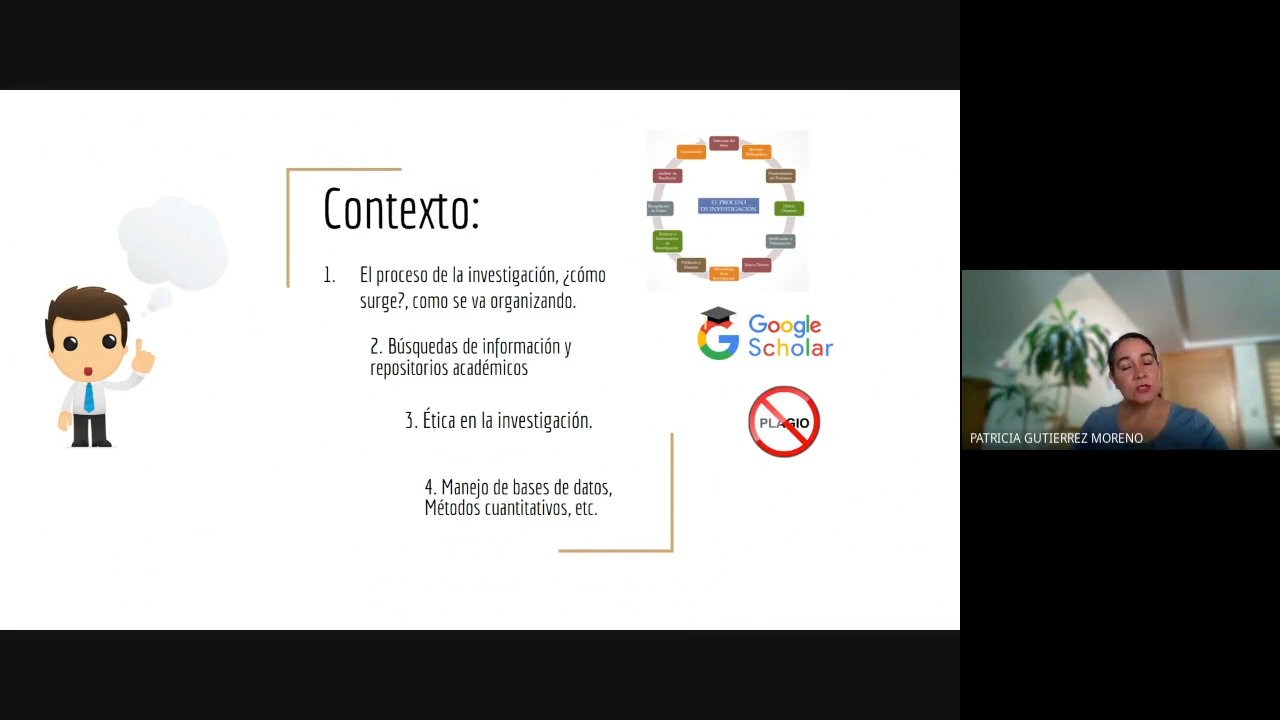 Contexto:
1. El proceso de la investigación, ¿cómo
surge?, como se va organizando.
2. Búsquedas de información y
repositorios académicos
3. Ética en la investigación.
4. Manejo de bases de datos,
Métodos cuantitativos, etc.
EL PROCESO
DE INVESTIGACIÓN
Marco Teórico
Google
Scholar
PLAGIO
PATRICIA GUTIERREZ MORENO